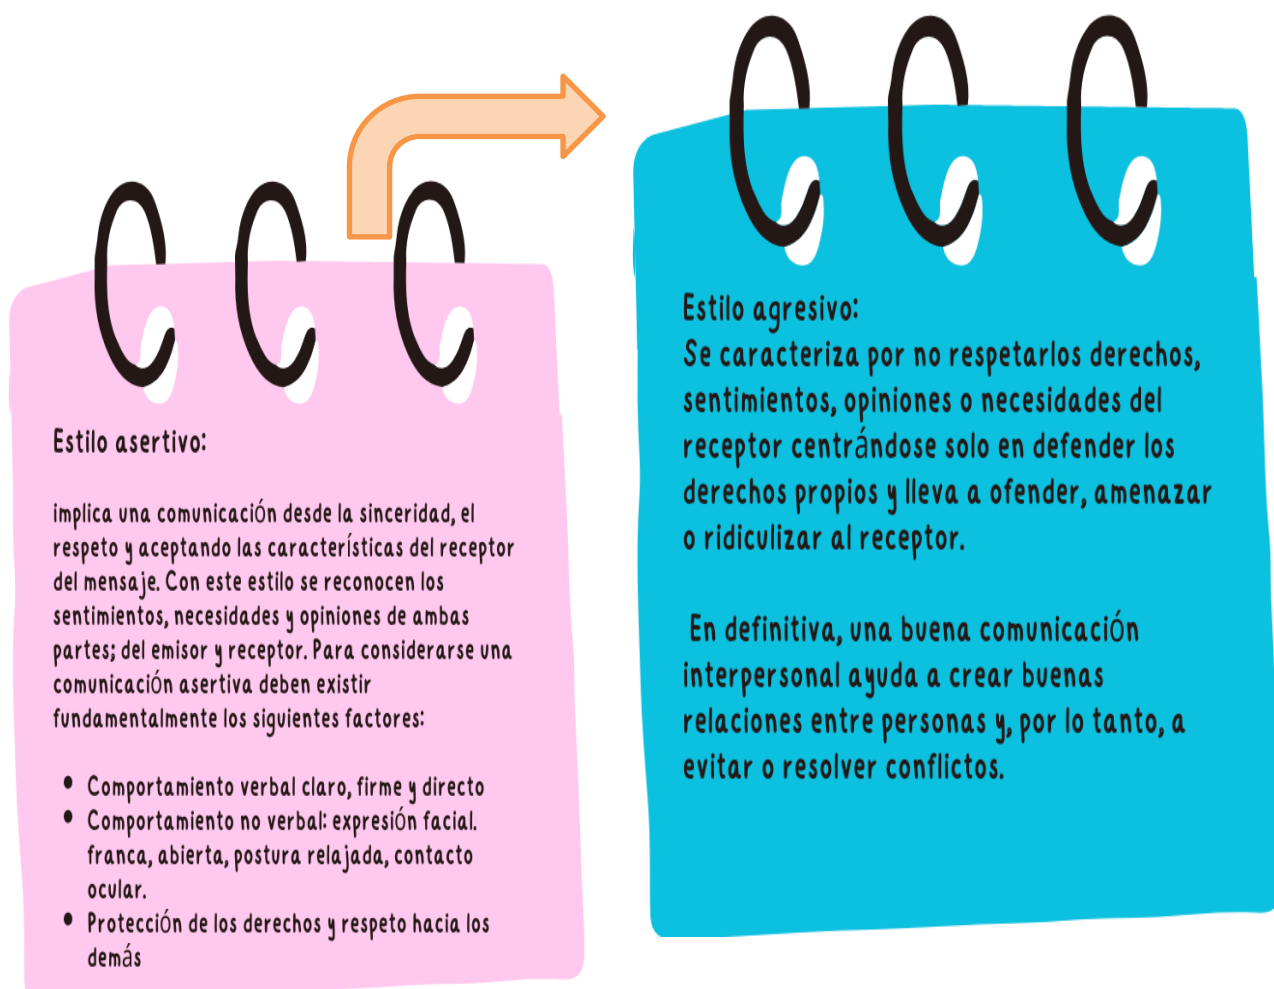 Estilo asertivo:
implica una comunicación desde la sinceridad, el
respeto y aceptando las características del receptor
del mensaje. Con este estilo se reconocen los
sentimientos, necesidades y opiniones de ambas
partes; del emisor y receptor. Para considerarse una
comunicación asertiva deben existir
fundamentalmente los siguientes factores:
• Comportamiento verbal claro, firme y directo
• Comportamiento no verbal: expresión facial.
franca, abierta, postura relajada, contacto
ocular.
• Protección de los derechos y respeto hacia los
demás
Estilo agresivo:
Se caracteriza por no respetarlos derechos,
sentimientos, opiniones o necesidades del
receptor centrándose solo en defender los
derechos propios y lleva a ofender, amenazar
o ridiculizar al receptor.
En definitiva, una buena comunicación
interpersonal ayuda a crear buenas
relaciones entre personas y, por lo tanto, a
evitar o resolver conflictos.